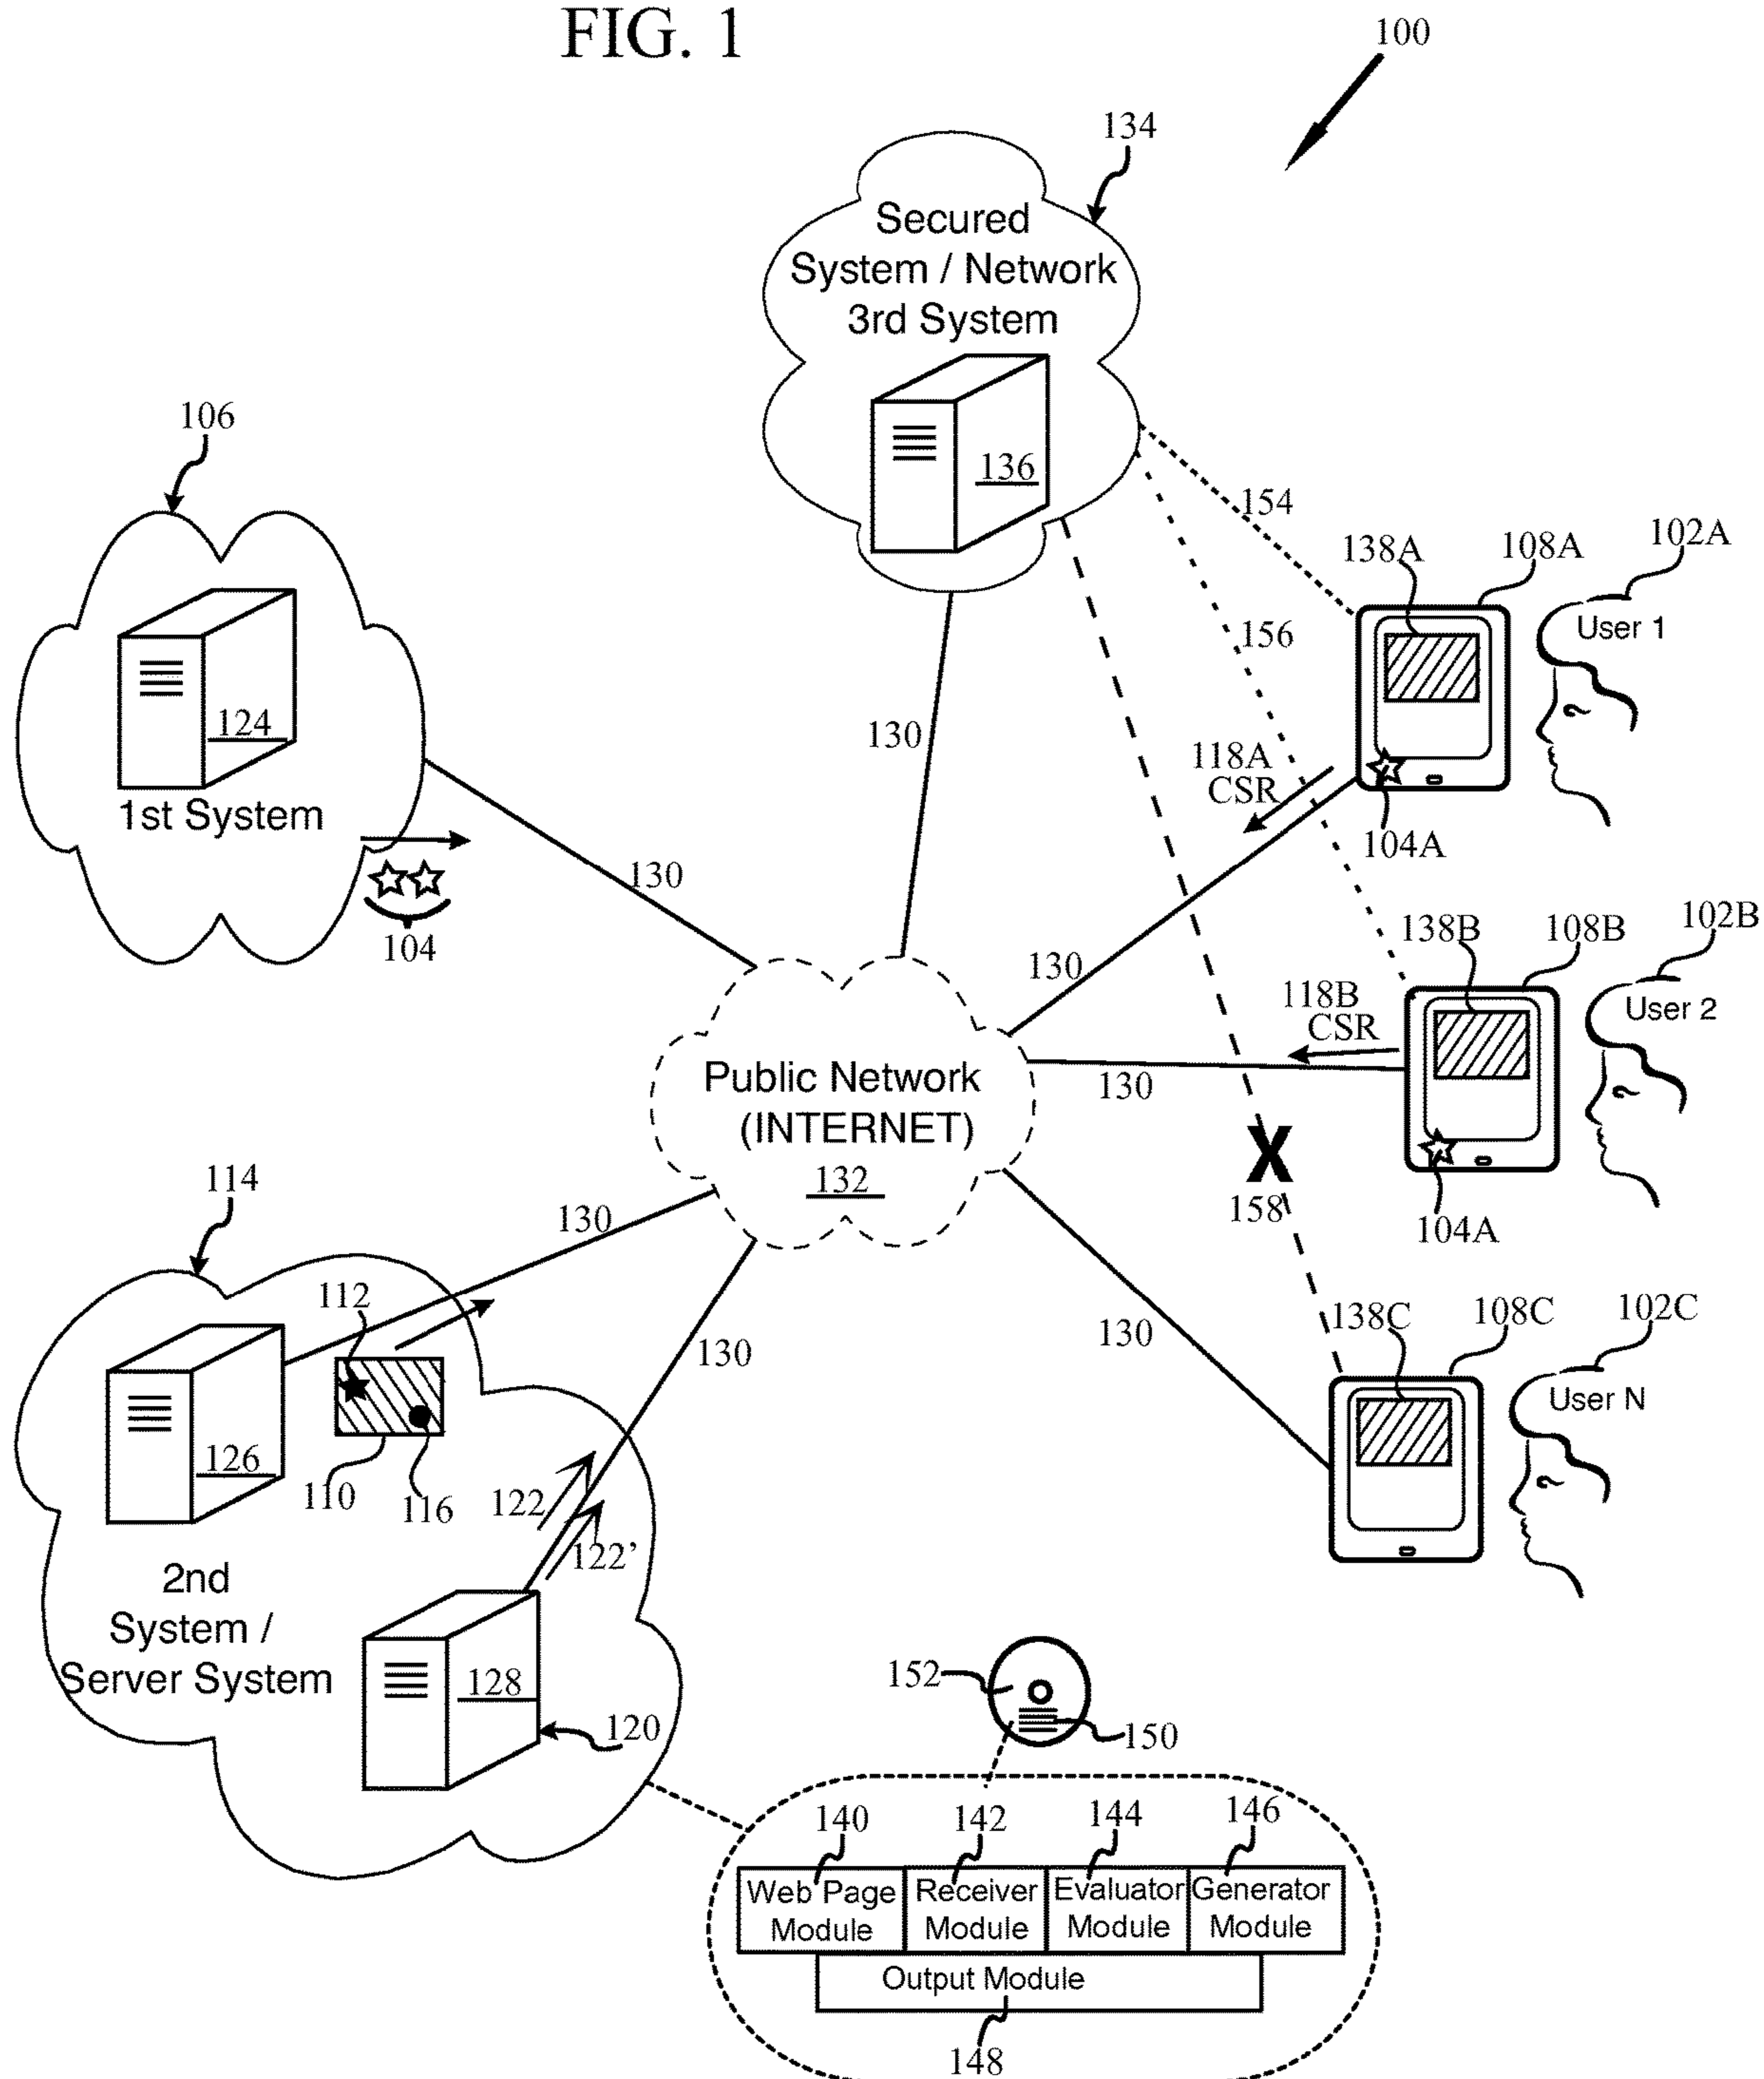 FIG. 1
100
134
Secured
System / Network
3rd System
136
106
124
1st System
104
130
130
154
156
138A
108A
102A
User 1
118A
CSR
104A
130
138B
108B
102B
User 2
118B
CSR
130
104A
Public Network
(INTERNET)
132
158
130
138C
108C
102C
User N
114
130
112
126
110
116
130
122
122’
2nd
System /
Server System
128
120
152
150
140
142
144
146
Web Page
Module
Receiver
Module
Evaluator
Module
Generator
Module
Output Module
148